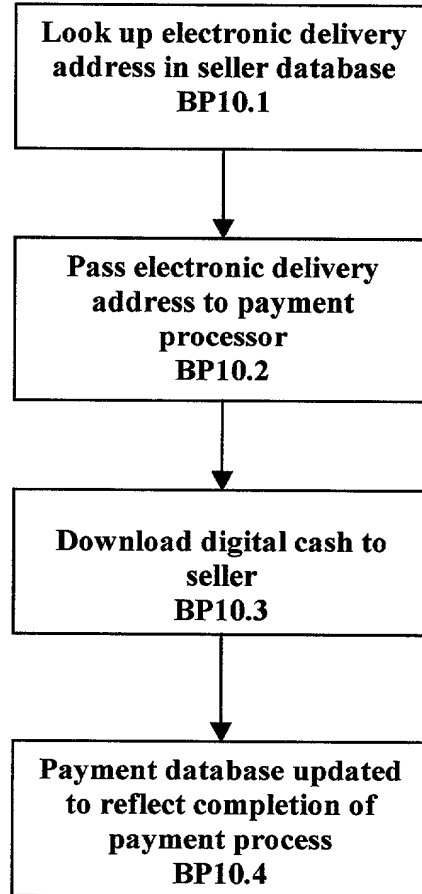 Look up electronic delivery
address in seller database
BP10.1
Pass electronic delivery
address to payment
processor
BP10.2
Download digital cash to
seller
BP10.3
Payment database updated
to reflect completion of
payment process
BP10.4